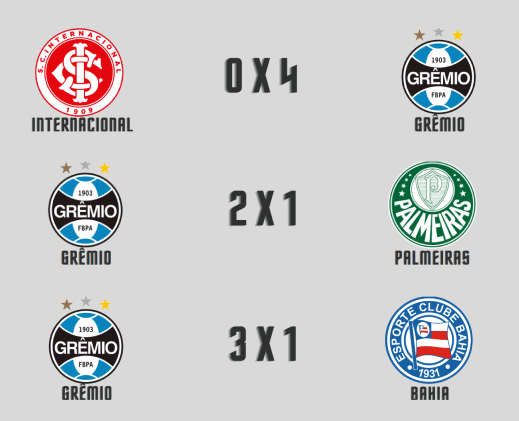 S.C.INTERNACIONAL
1909
INTERNACIONAL
0 X 4
1903
GRÊMIO
FBPA
GRÊMIO
1903
GRÊMIO
FBPA
GRÊMIO
2 X 1
P
PALMEIRAS
PALMEIRAS
1903
GRÊMIO
FBPA
GRÊMIO
3 X 1
ESPORTE CLUBE BAHIA
1931
BAHIA